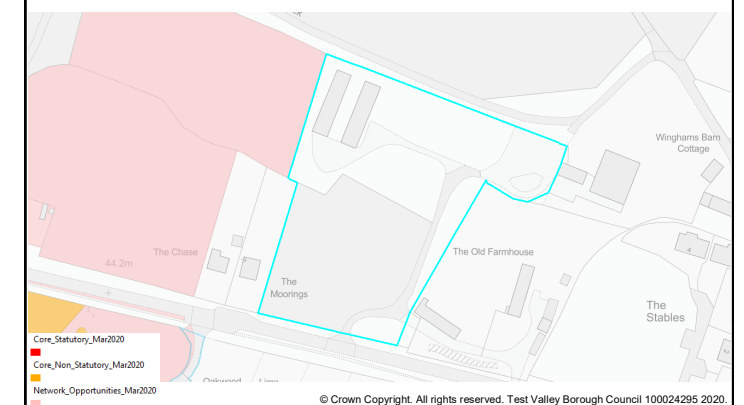 Winghams Barn
Cottage
The Chase
44.2m
The Old Farmhouse
The
Moorings
The
Stables
Core_Statutory_Mar2020
Core_Non_Statutory_Mar2020
Network_Opportunities_Mar2020
Oakwood Lime
© Crown Copyright. All rights reserved. Test Valley Borough Council 100024295 2020.